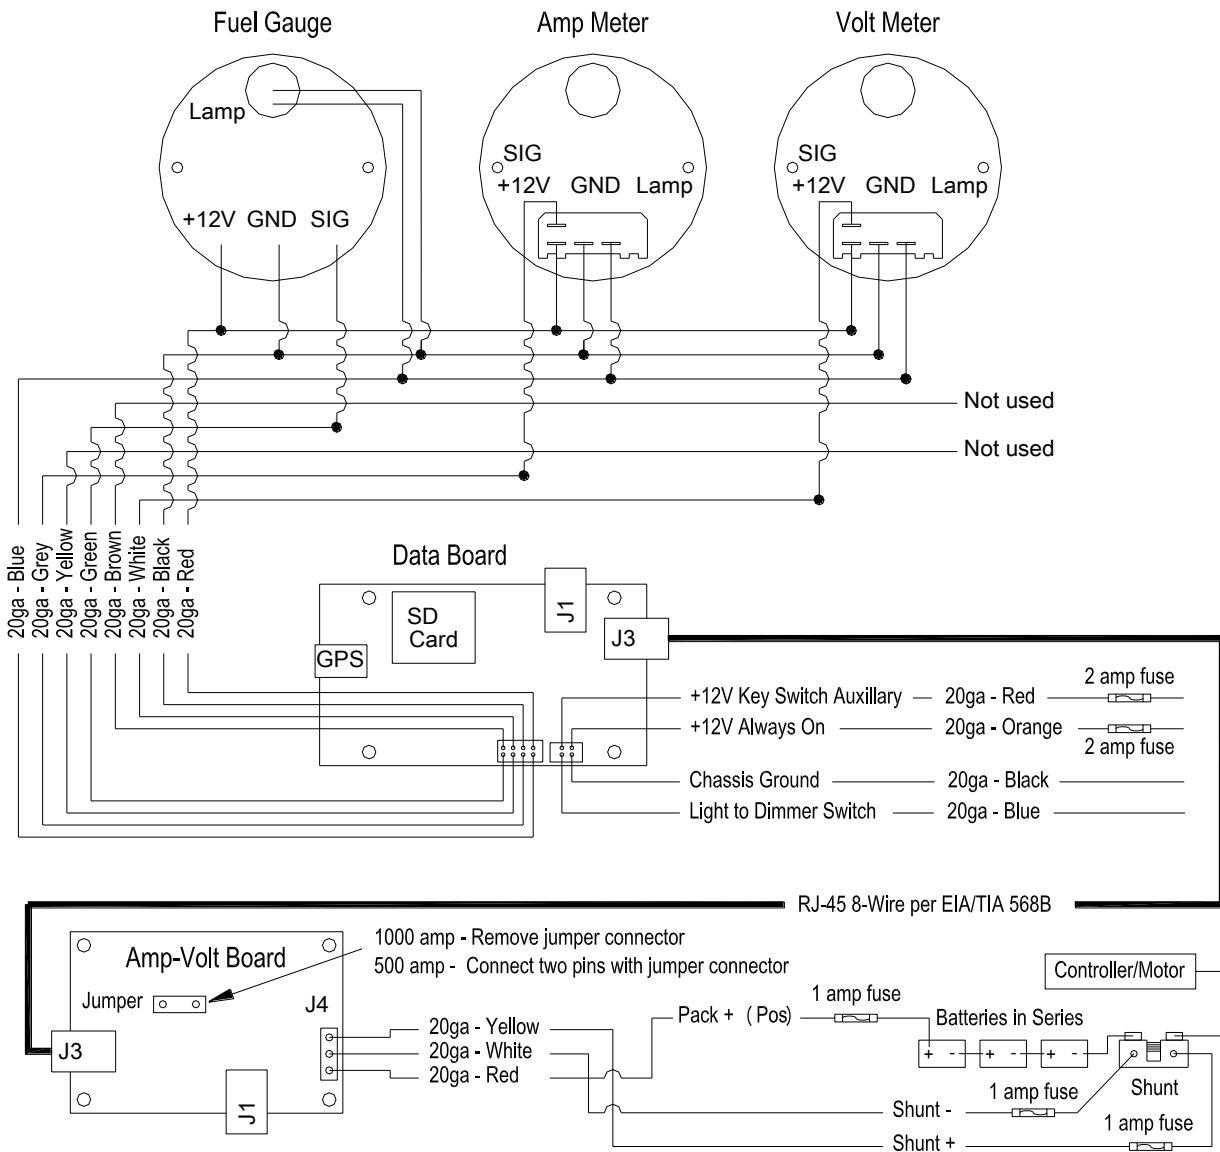 Fuel Gauge
Amp Meter
Volt Meter
Lamp
+12V GND SIG
SIG
+12V GND Lamp
SIG
+12V GND Lamp
Not used
Not used
20ga - Blue
20ga - Grey
20ga - Yellow
20ga - Green
20ga - Brown
20ga - White
20ga - Black
20ga - Red
Data Board
SD
Card
J1
J3
GPS
2 amp fuse
+12V Key Switch Auxillary 20ga - Red
+12V Always On 20ga - Orange
2 amp fuse
Chassis Ground 20ga - Black
Light to Dimmer Switch 20ga - Blue
RJ-45 8-Wire per EIA/TIA 568B
Amp-Volt Board
1000 amp - Remove jumper connector
500 amp - Connect two pins with jumper connector
Jumper
J4
J3
J1
20ga - Yellow
20ga - White
20ga - Red
Pack + ( Pos)
1 amp fuse
Controller/Motor
Batteries in Series
+ - + - + -
Shunt
1 amp fuse
Shunt -
1 amp fuse
Shunt +